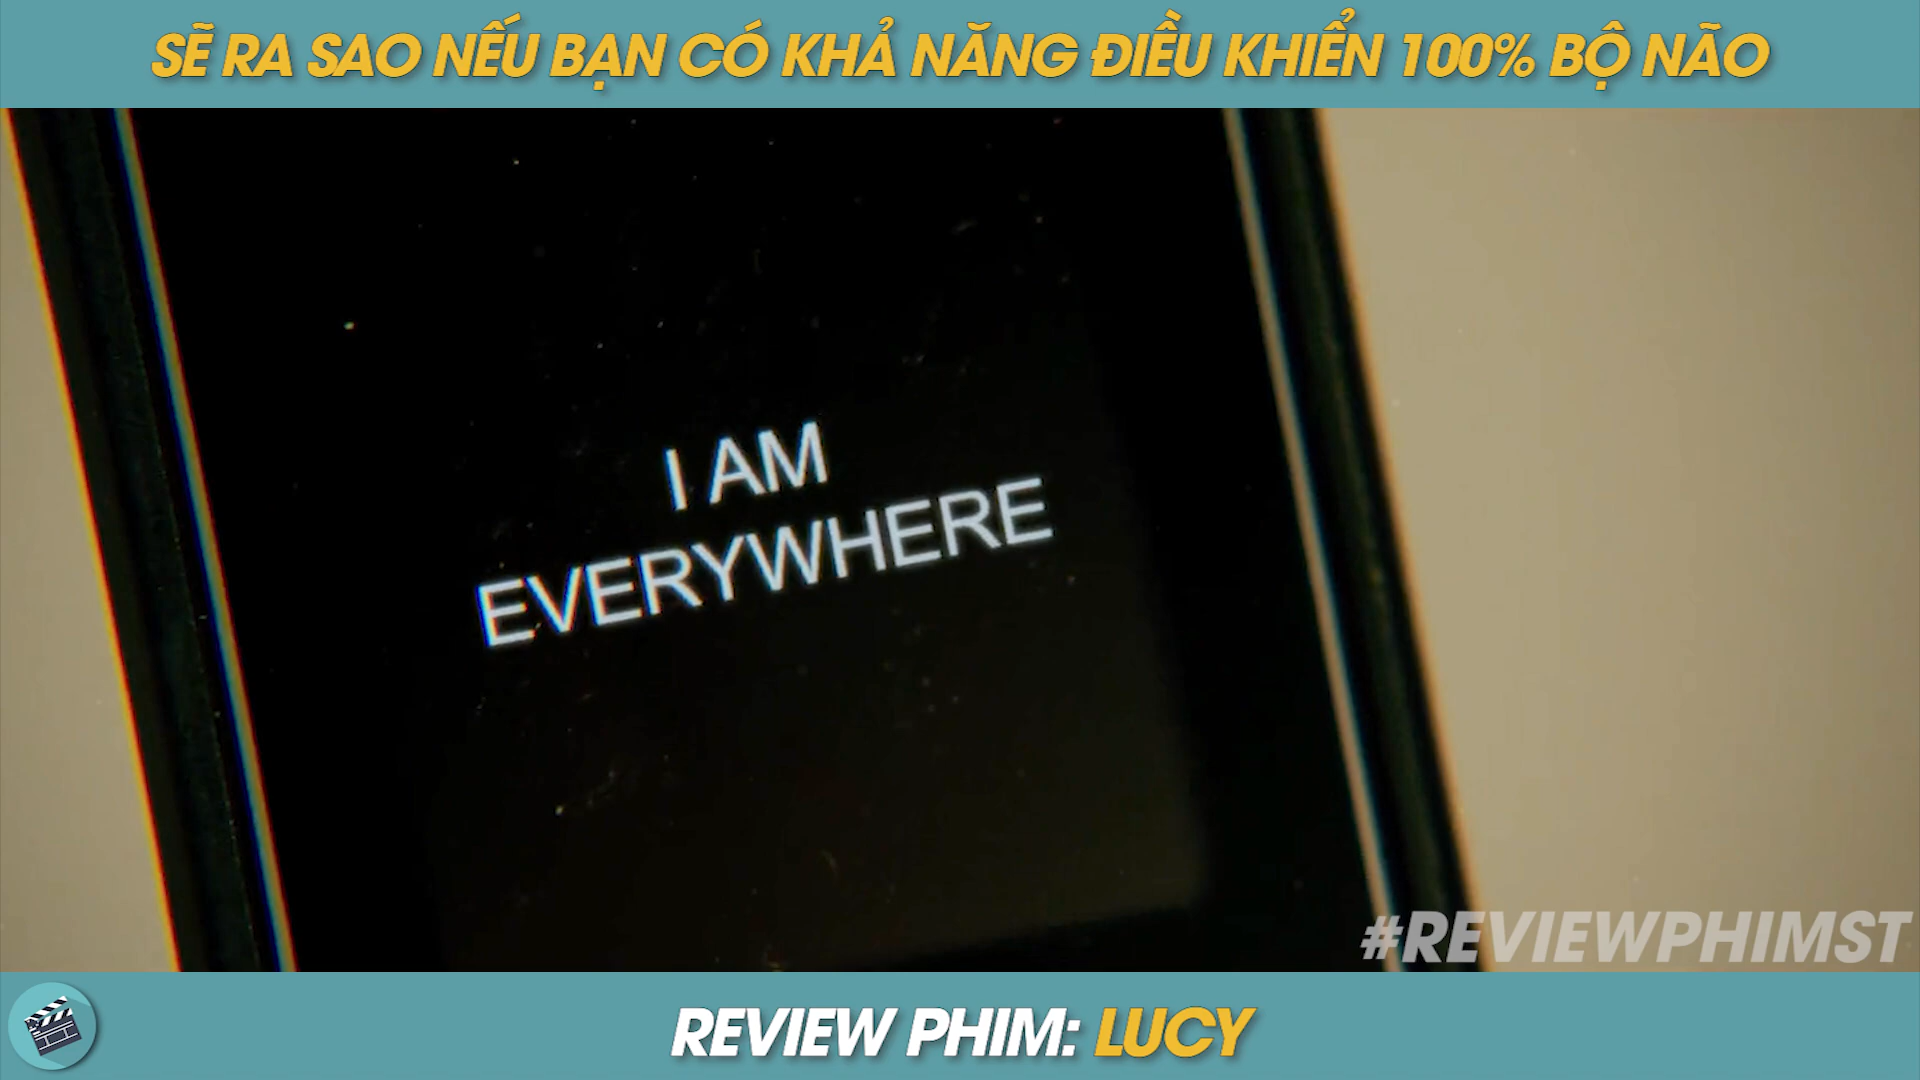 SẼ RA SAO NẾU BẠN CÓ KHẢ NĂNG ĐIỀU KHIỂN 100% BỘ NÃO
I AM
EVERYWHERE
#REVIEWPHIMST
REVIEW PHIM: LUCY